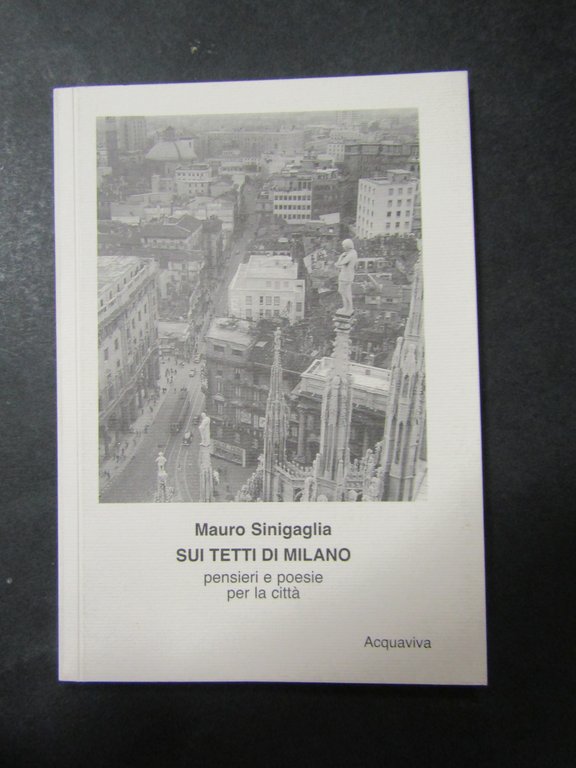 Mauro Sinigaglia
SUI TETTI DI MILANO
pensieri e poesie
per la città
Acquaviva